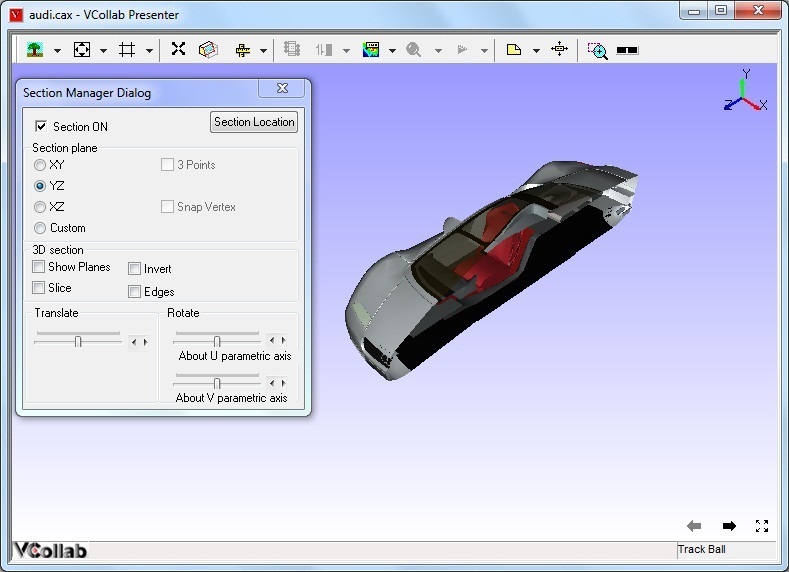 audi.cax - VCollab Presenter
Section Manager Dialog
Section ON
Section Location
Section plane
XY
3 Points
YZ
XZ
Snap Vertex
Custom
3D section
Show Planes
Invert
Slice
Edges
Translate
Rotate
About U parametric axis
About V parametric axis
Y
Z
X
VCollab
Track Ball